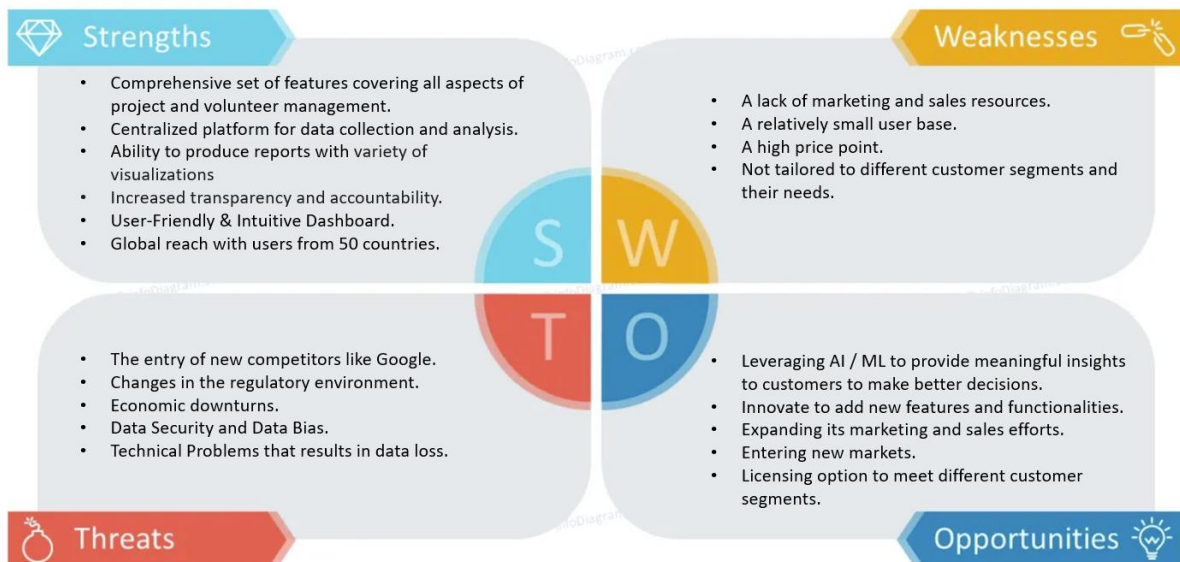 Strengths
• Comprehensive set of features covering all aspects of
project and volunteer management.
• Centralized platform for data collection and analysis.
• Ability to produce reports with variety of
visualizations
• Increased transparency and accountability.
• User-Friendly & Intuitive Dashboard.
• Global reach with users from 50 countries.
Weaknesses
• A lack of marketing and sales resources.
• A relatively small user base.
• A high price point.
• Not tailored to different customer segments and
their needs.
S
W
T
O
• The entry of new competitors like Google.
• Changes in the regulatory environment.
• Economic downturns.
• Data Security and Data Bias.
• Technical Problems that results in data loss.
Threats
• Leveraging AI / ML to provide meaningful insights
to customers to make better decisions.
• Innovate to add new features and functionalities.
• Expanding its marketing and sales efforts.
• Entering new markets.
• Licensing option to meet different customer
segments.
Opportunities